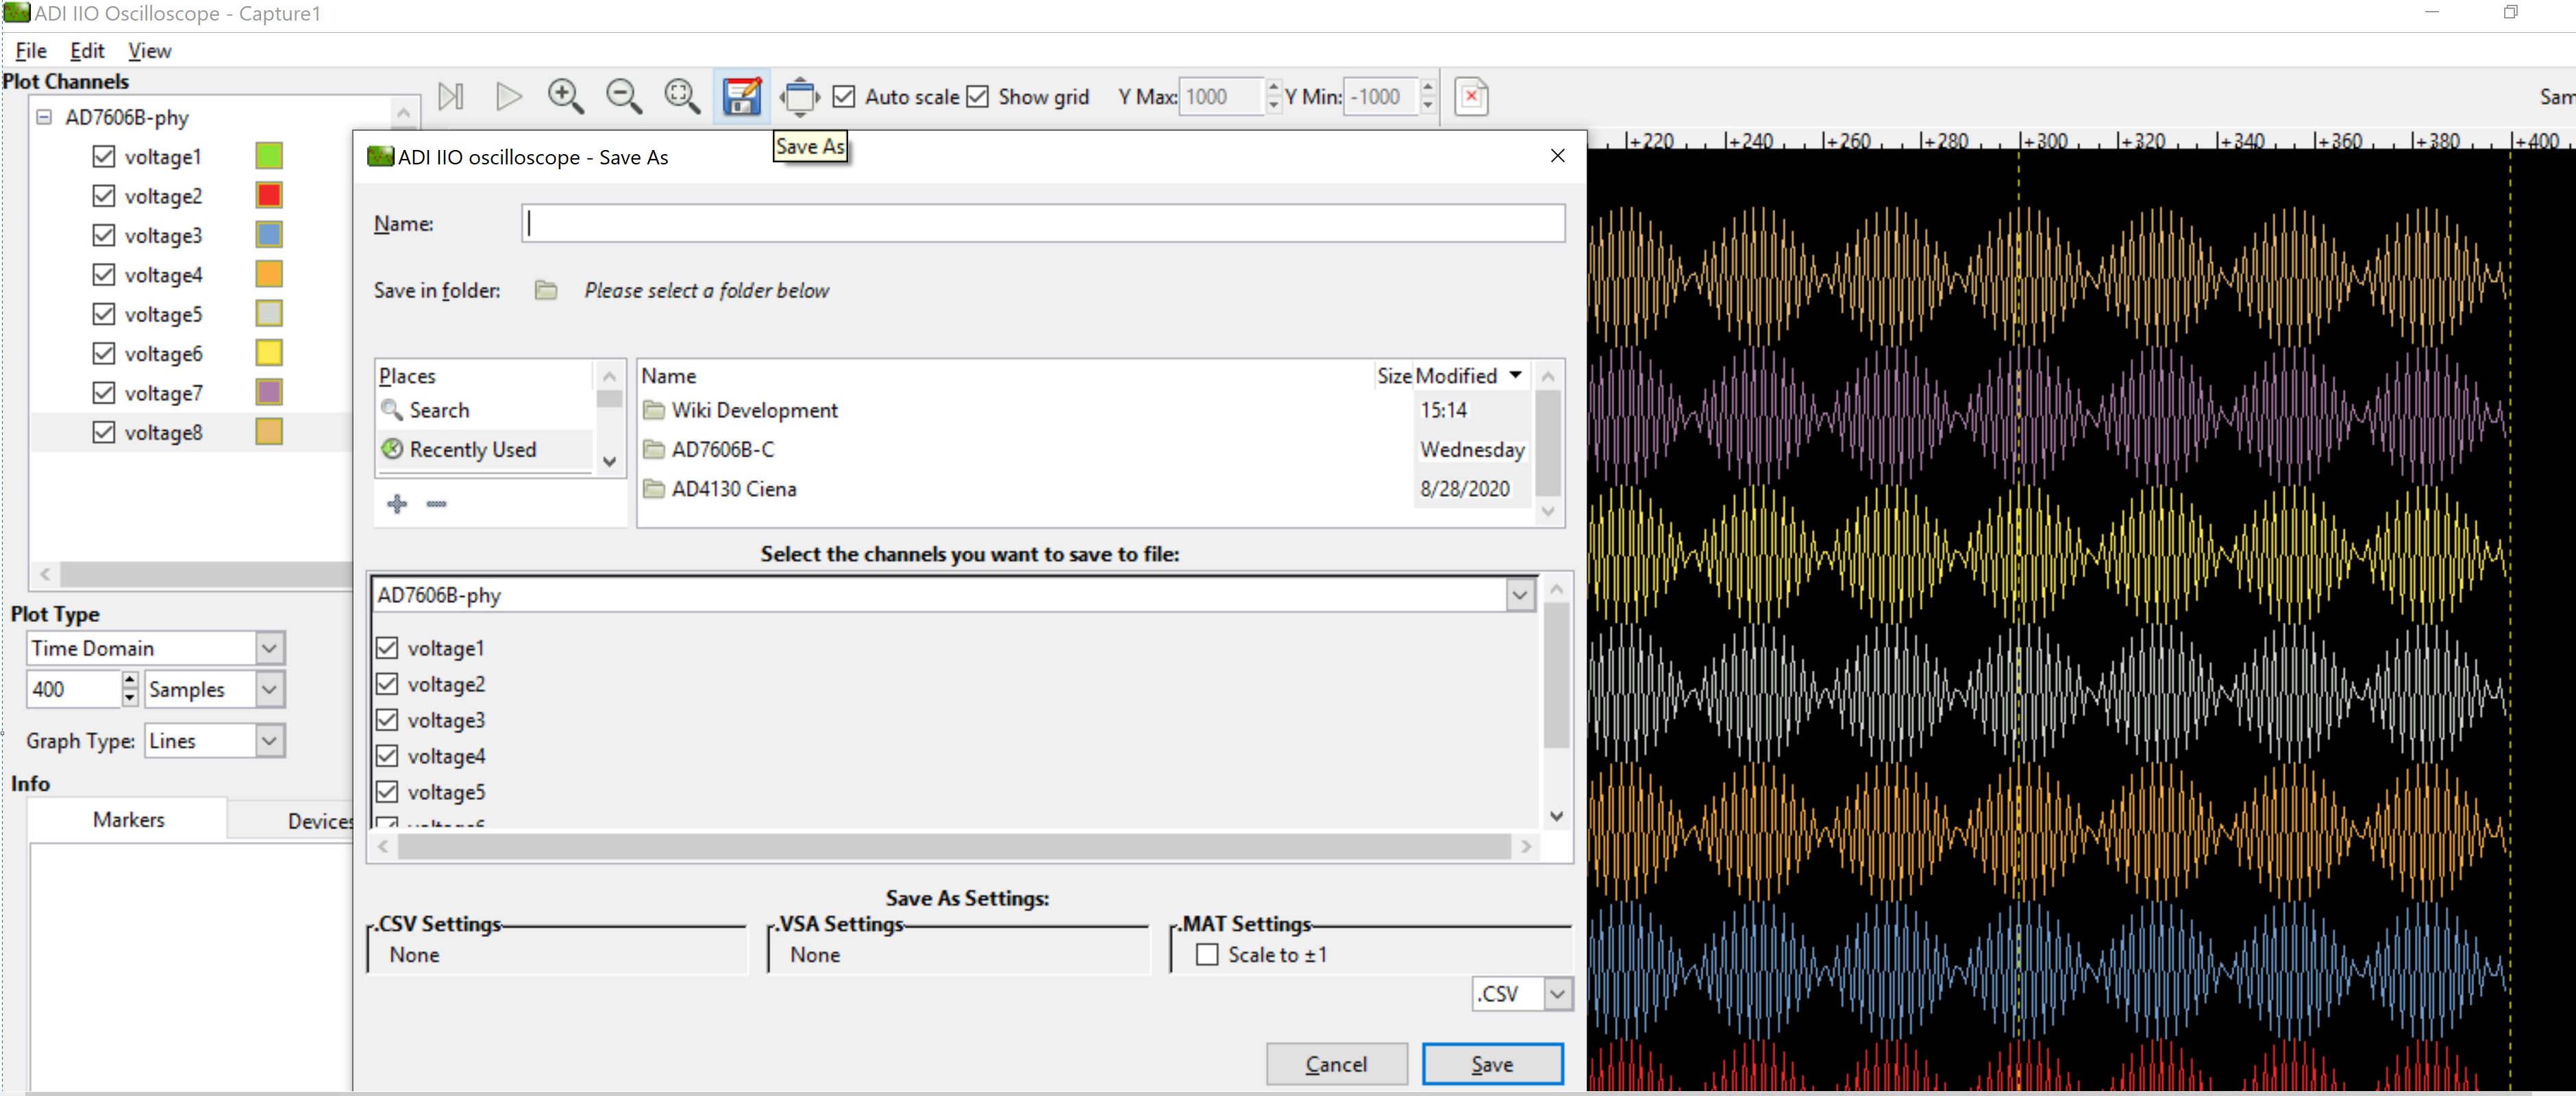 ADI IIO Oscilloscope - Capture1
File Edit View
Plot Channels
Auto scale Show grid Y Max: 1000 Y Min: -1000
Save As
AD7606B-phy
voltage1
voltage2
voltage3
voltage4
voltage5
voltage6
voltage7
voltage8
Plot Type
Time Domain
400 Samples
Graph Type: Lines
Info
Markers Devices
ADI IIO oscilloscope - Save As
Name:
Save in folder: Please select a folder below
Places
Search
Recently Used
Name Size Modified
Wiki Development 15:14
AD7606B-C Wednesday
AD4130 Ciena 8/28/2020
Select the channels you want to save to file:
AD7606B-phy
voltage1
voltage2
voltage3
voltage4
voltage5
Save As Settings:
.CSV Settings .VSA Settings .MAT Settings
None None Scale to ±1
.CSV
Cancel Save
+220 +240 +260 +280 +300 +320 +340 +360 +380 +400